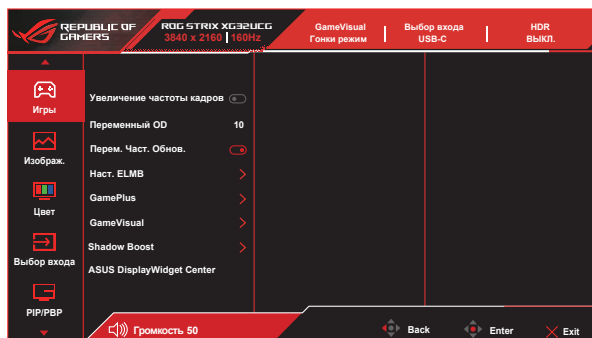 REPUBLIC OF
GAMERS
ROG STRIX XG32UCG
3840 x 2160 160Hz
GameVisual
Гонки режим
Выбор входа
USB-C
HDR
ВЫКЛ.
Игры
Изображ.
Цвет
Выбор входа
PIP/PBP
Увеличение частоты кадров
Переменный OD 10
Перем. Част. Обнов.
Наст. ELMB
GamePlus
GameVisual
Shadow Boost
ASUS DisplayWidget Center
Громкость 50
Back
Enter
Exit